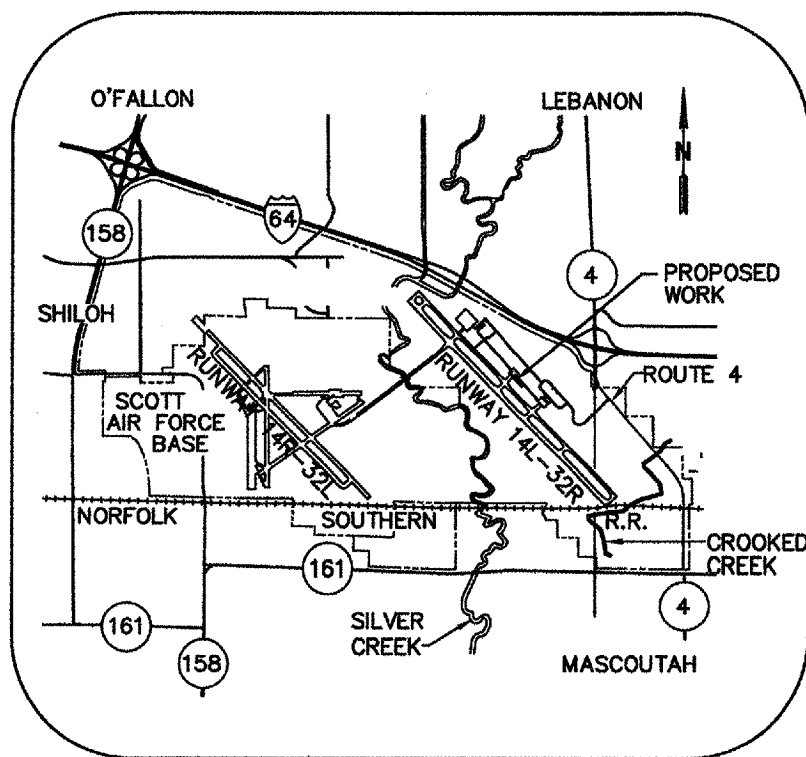 O'FALLON
LEBANON
N
64
158
4
PROPOSED
WORK
SHILOH
ROUTE 4
RUNWAY 14R-32L
RUNWAY 14L-32R
SCOTT
AIR FORCE
BASE
NORFOLK
SOUTHERN
R.R.
CROOKED
CREEK
161
161
SILVER
CREEK
4
158
MASCOUTAH